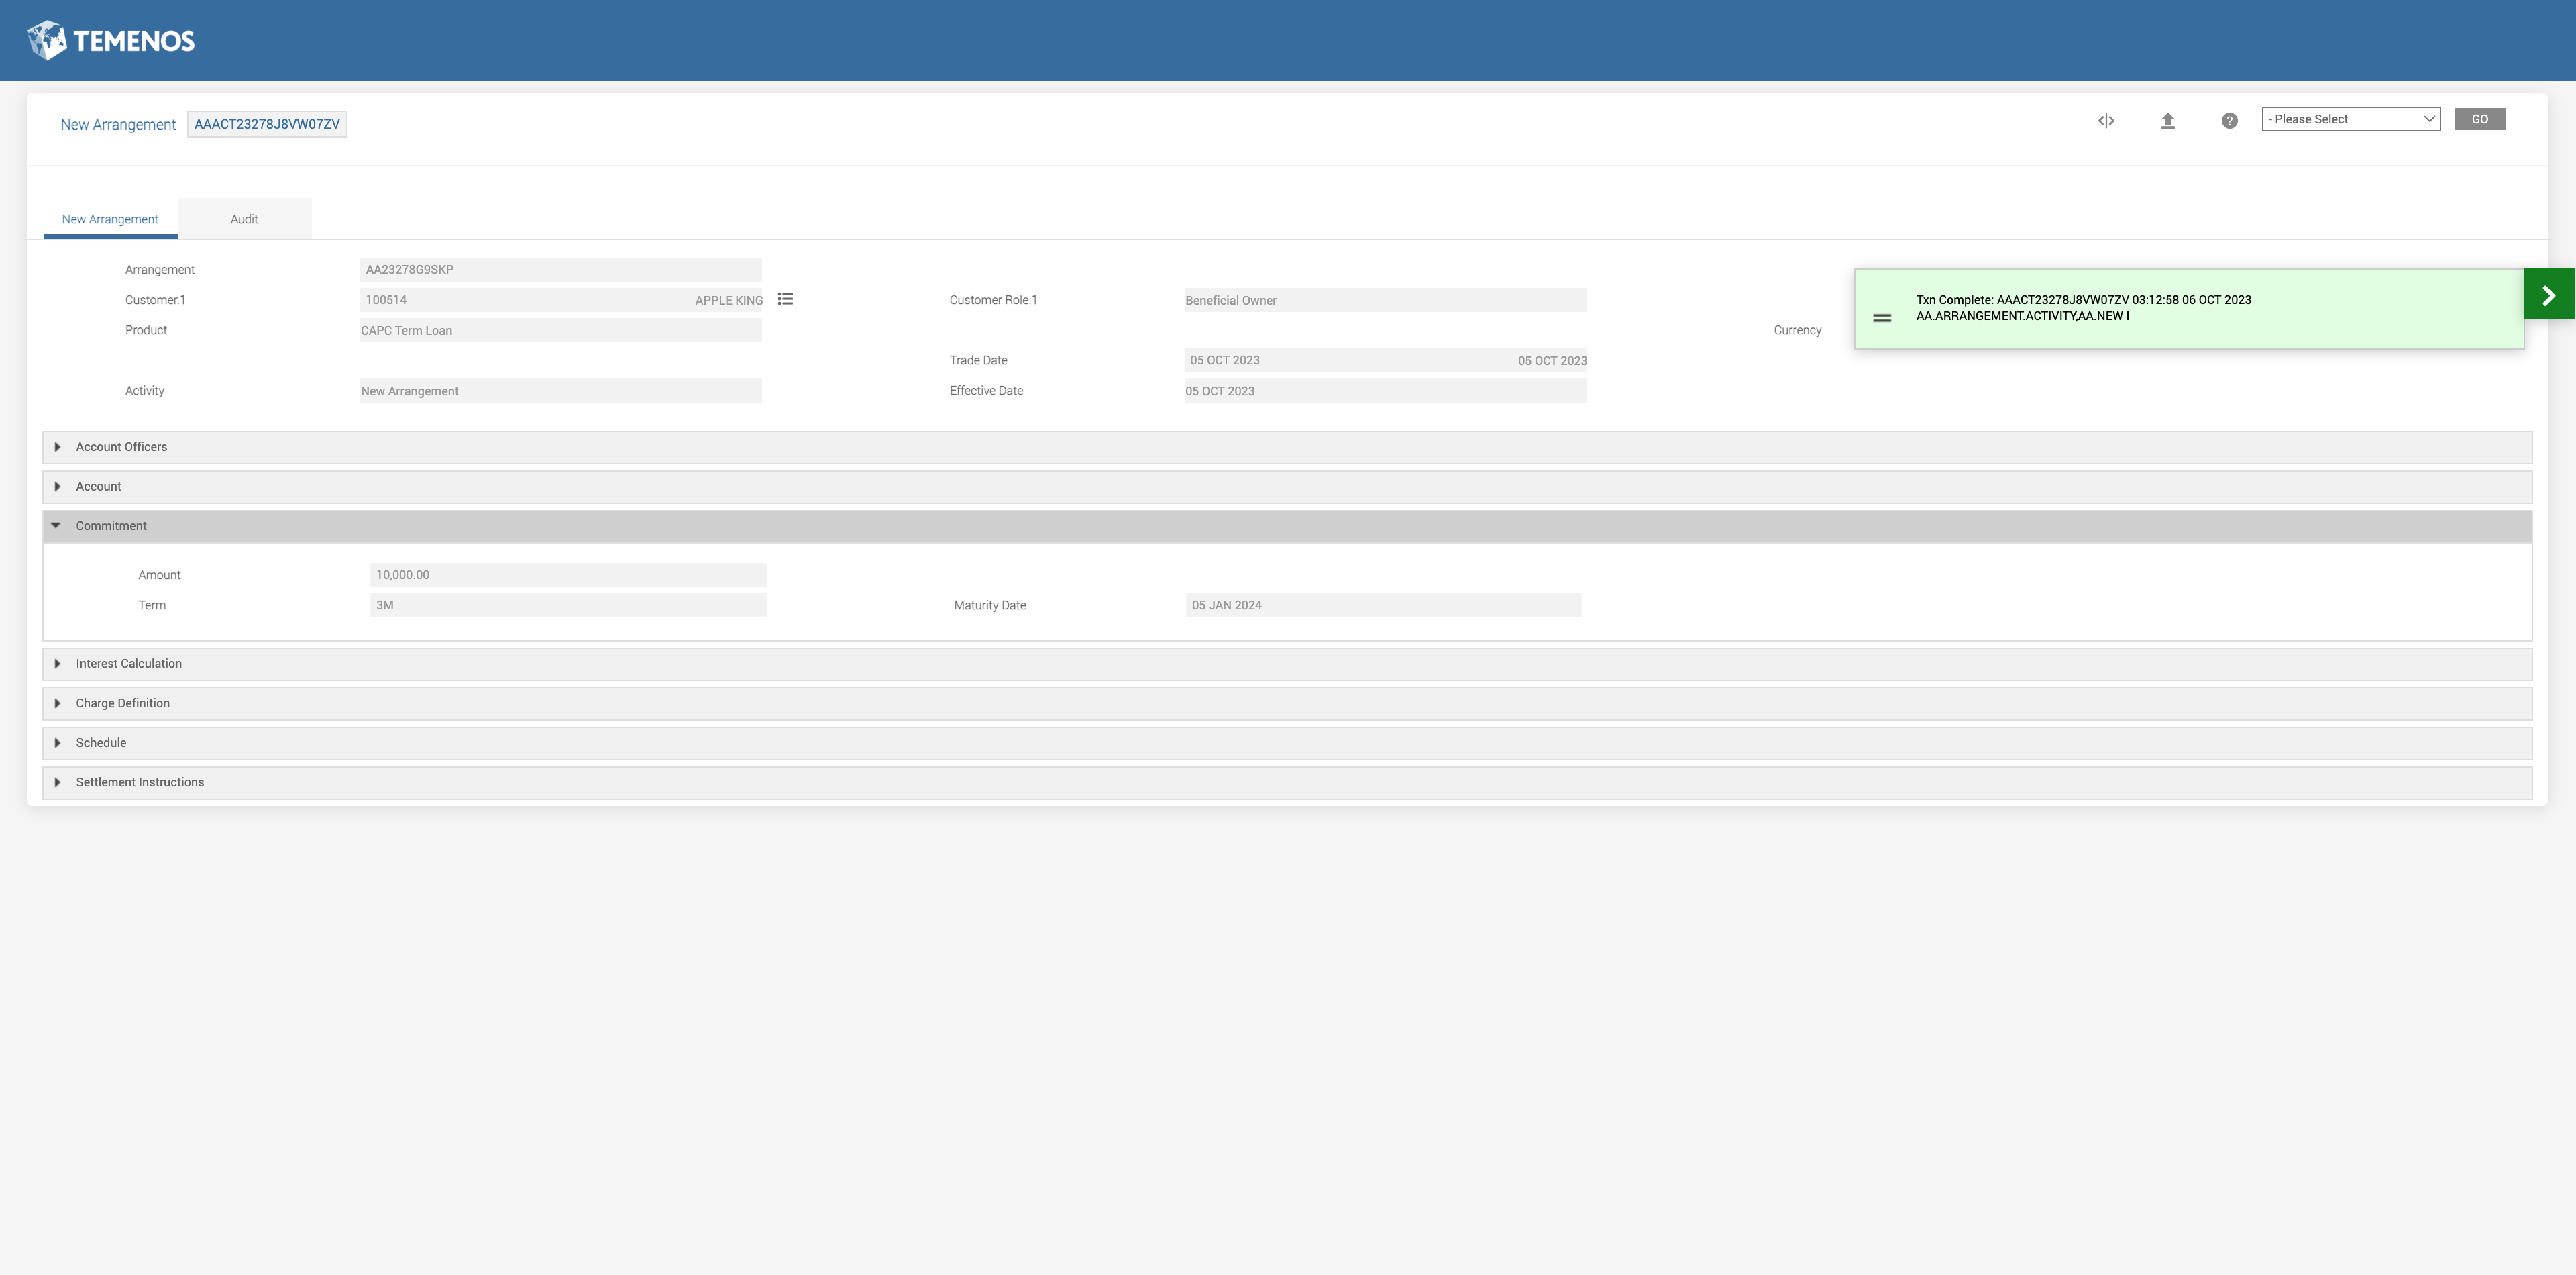 TEMENOS
New Arrangement AAACT23278J8VW07ZV
- Please Select GO
New Arrangement Audit
Arrangement AA23278G9SKP
Customer.1 100514 APPLE KING Customer Role.1 Beneficial Owner
Txn Complete: AAACT23278J8VW07ZV 03:12:58 06 OCT 2023
AA.ARRANGEMENT.ACTIVITY,AA.NEW I
Product CAPC Term Loan Currency
Trade Date 05 OCT 2023 05 OCT 2023
Activity New Arrangement Effective Date 05 OCT 2023
Account Officers
Account
Commitment
Amount 10,000.00
Term 3M Maturity Date 05 JAN 2024
Interest Calculation
Charge Definition
Schedule
Settlement Instructions